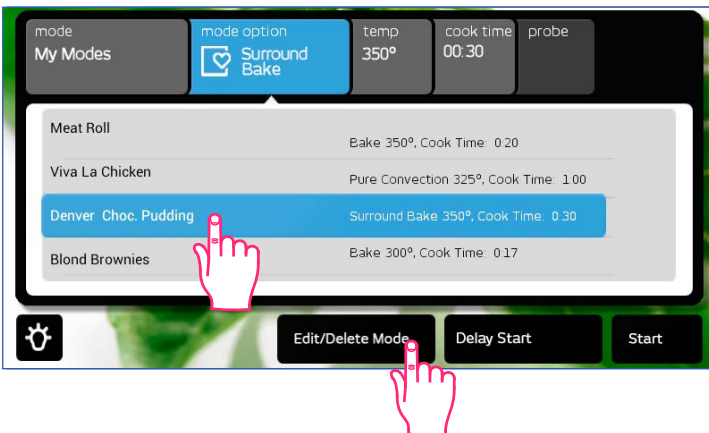 mode
My Modes
mode option
Surround
Bake
temp
350°
cook time
00:30
probe
Meat Roll
Bake 350°, Cook Time: 0:20
Viva La Chicken
Pure Convection 325°, Cook Time: 1:00
Denver Choc. Pudding
Surround Bake 350°, Cook Time: 0:30
Blond Brownies
Bake 300°, Cook Time: 0:17
Edit/Delete Mode
Delay Start
Start